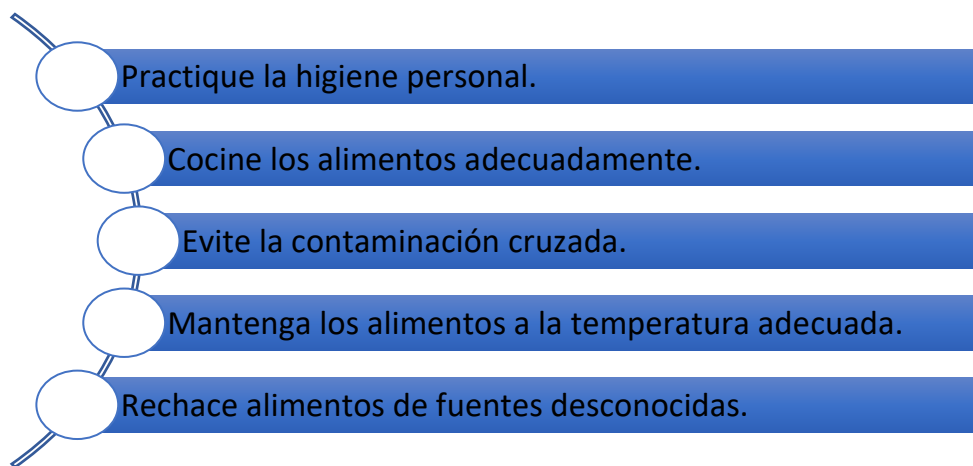 Practique la higiene personal.
Cocine los alimentos adecuadamente.
Evite la contaminación cruzada.
Mantenga los alimentos a la temperatura adecuada.
Rechace alimentos de fuentes desconocidas.